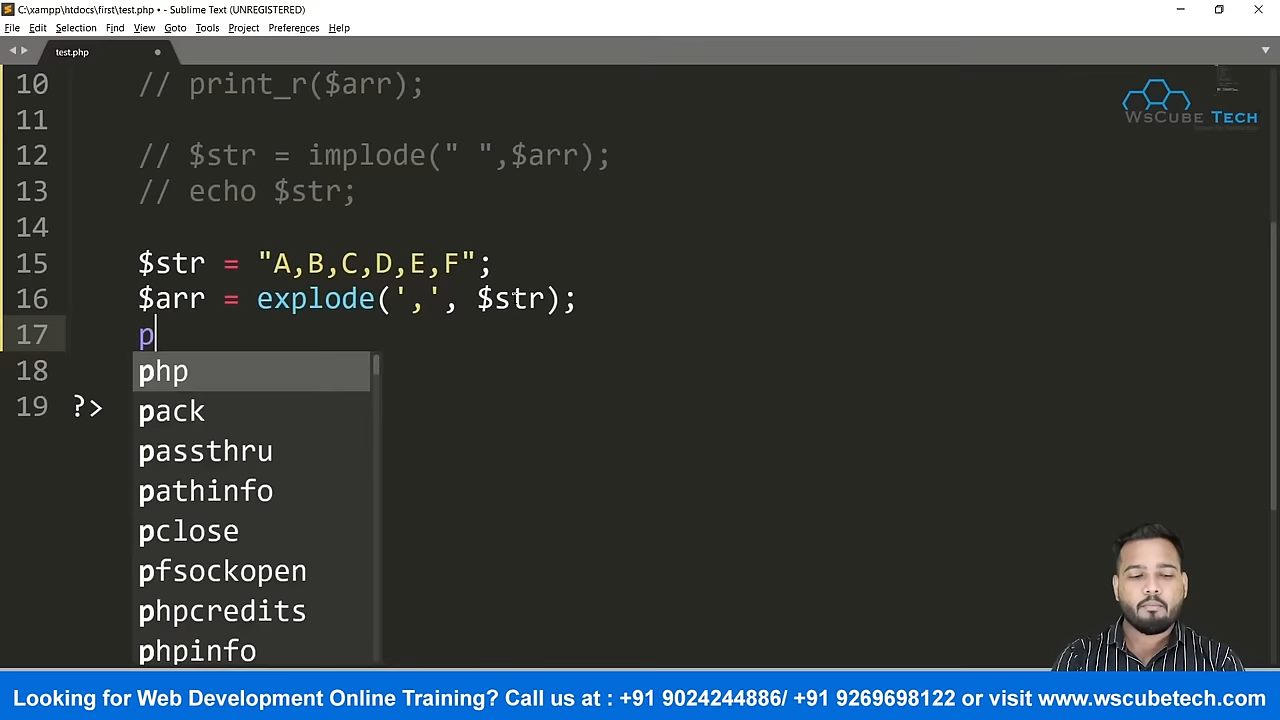 C:\xampp\htdocs\first\test.php • - Sublime Text (UNREGISTERED)
File Edit Selection Find View Goto Tools Project Preferences Help
test.php
10 // print_r($arr);
11
12 // $str = implode(" ",$arr);
13 // echo $str;
14
15 $str = "A,B,C,D,E,F";
16 $arr = explode(',', $str);
17 p
18 php
19 ?> pack
passthru
pathinfo
pclose
pfsockopen
phpcredits
phpinfo
WsCube TECH
Looking for Web Development Online Training? Call us at : +91 9024244886/ +91 9269698122 or visit www.wscubetech.com